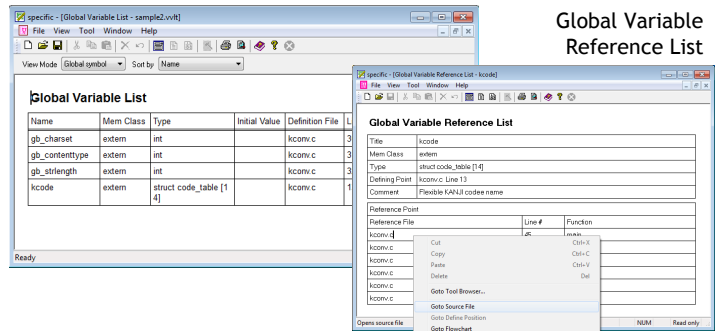 Global Variable
Reference List
specific - [Global Variable List - sample2.vvlt]
File View Tool Window Help
View Mode Global symbol Sort by Name
Global Variable List
Name Mem Class Type Initial Value Definition File L
gb_charset extern int kconv.c 3
gb_contenttype extern int kconv.c 3
gb_strlength extern int kconv.c 3
kcode extern struct code_table [1 kconv.c 1
4]
Ready
specific - [Global Variable Reference List - kcode]
File View Tool Window Help
Global Variable Reference List
Title kcode
Mem Class extern
Type struct code_table [14]
Defining Point kconv.c Line 13
Comment Flexible KANJI codee name
Reference Point
Reference File Line # Function
kconv.c 45 main
kconv.c
kconv.c
kconv.c
kconv.c
kconv.c
Cut Ctrl+X
Copy Ctrl+C
Paste Ctrl+V
Delete Del
Goto Tool Browser...
Goto Source File
Goto Define Position
Goto Flowchart
Opens source file NUM Read only